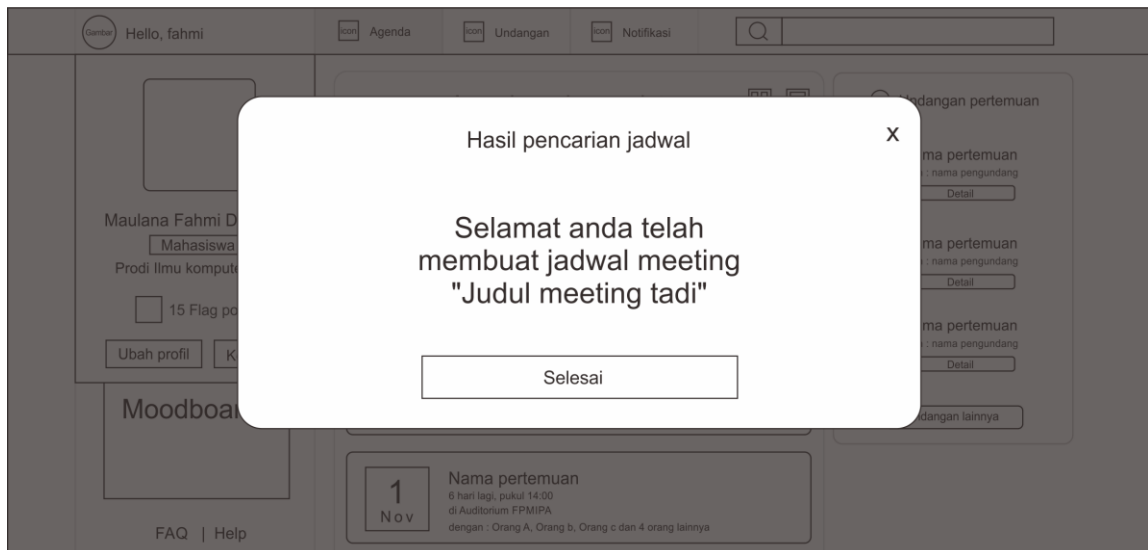 Gambar
Hello, fahmi
icon Agenda
icon Undangan
icon Notifikasi
Hasil pencarian jadwal
x
Selamat anda telah
membuat jadwal meeting
"Judul meeting tadi"
Selesai
Maulana Fahmi D
Mahasiswa
Prodi Ilmu kompute
15 Flag po
Ubah profil
K
Moodboa
FAQ | Help
1
Nov
Nama pertemuan
6 hari lagi, pukul 14:00
di Auditorium FPMIPA
dengan : Orang A, Orang b, Orang c dan 4 orang lainnya
ndangan pertemuan
ma pertemuan
: nama pengundang
Detail
ma pertemuan
: nama pengundang
Detail
ma pertemuan
: nama pengundang
Detail
dangan lainnya